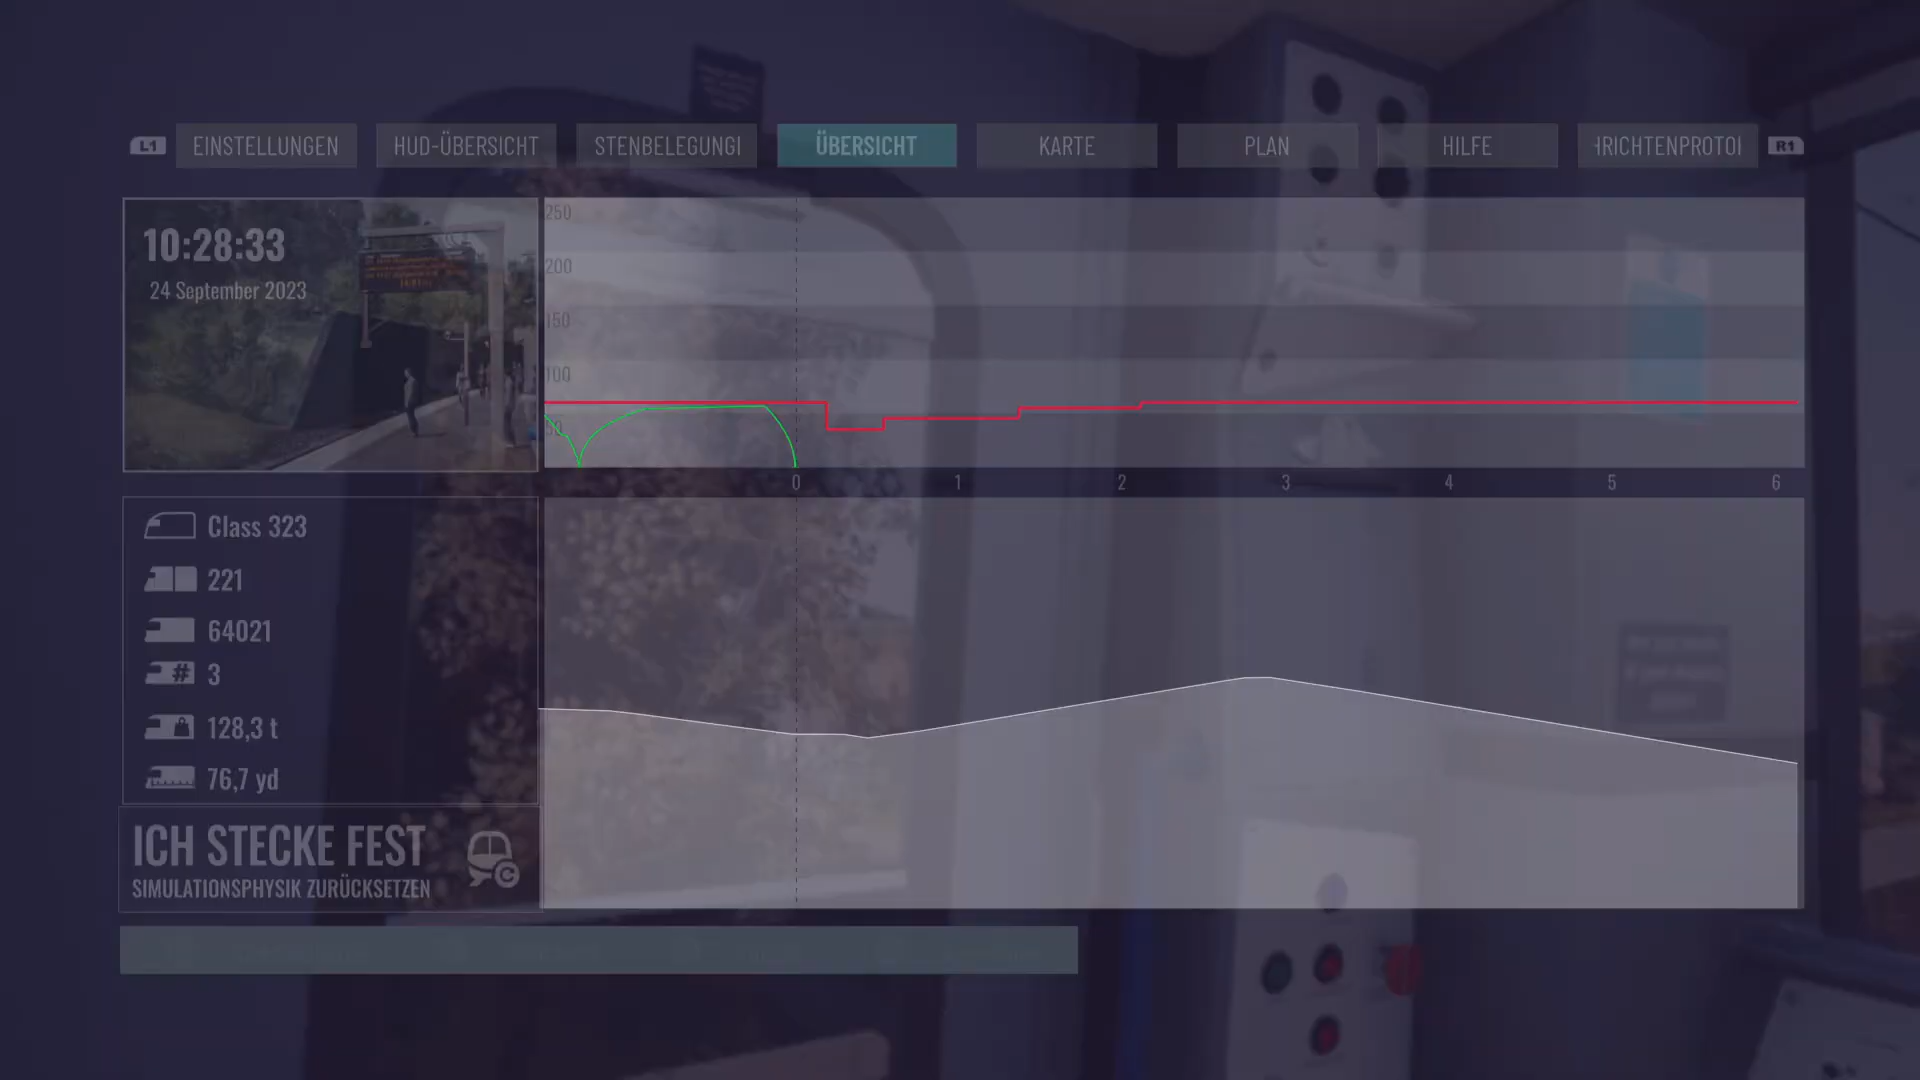 L1
EINSTELLUNGEN
HUD-ÜBERSICHT
STENBELEGUNGI
ÜBERSICHT
KARTE
PLAN
HILFE
IRICHTENPROTOI
R1
10:28:33
24 September 2023
250
200
150
100
50
0 1 2 3 4 5 6
Class 323
221
64021
# 3
128,3 t
76,7 yd
ICH STECKE FEST
SIMULATIONSPHYSIK ZURÜCKSETZEN